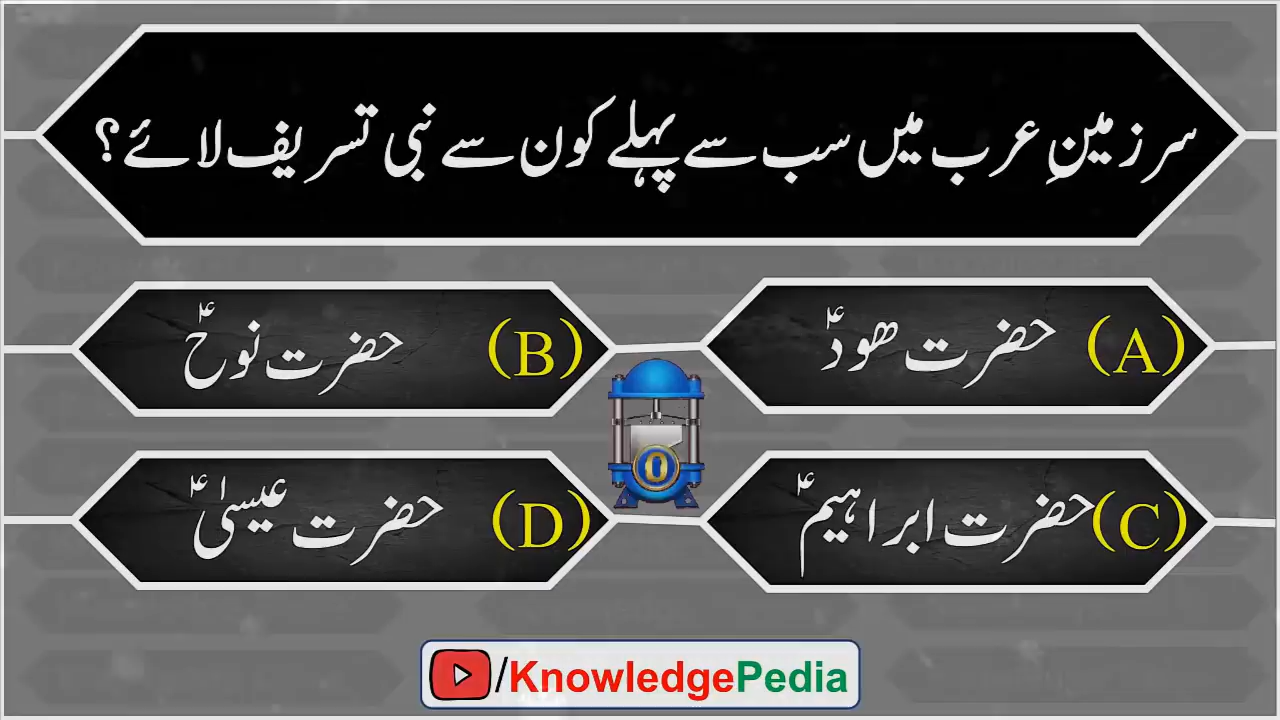 سرزمینِ عرب میں سب سے پہلے کون سے نبی تسریف لائے؟
(A) حضرت ھودؑ
(B) حضرت نوحؑ
(C) حضرت ابراہیمؑ
(D) حضرت عیسیٰؑ
0
/KnowledgePedia